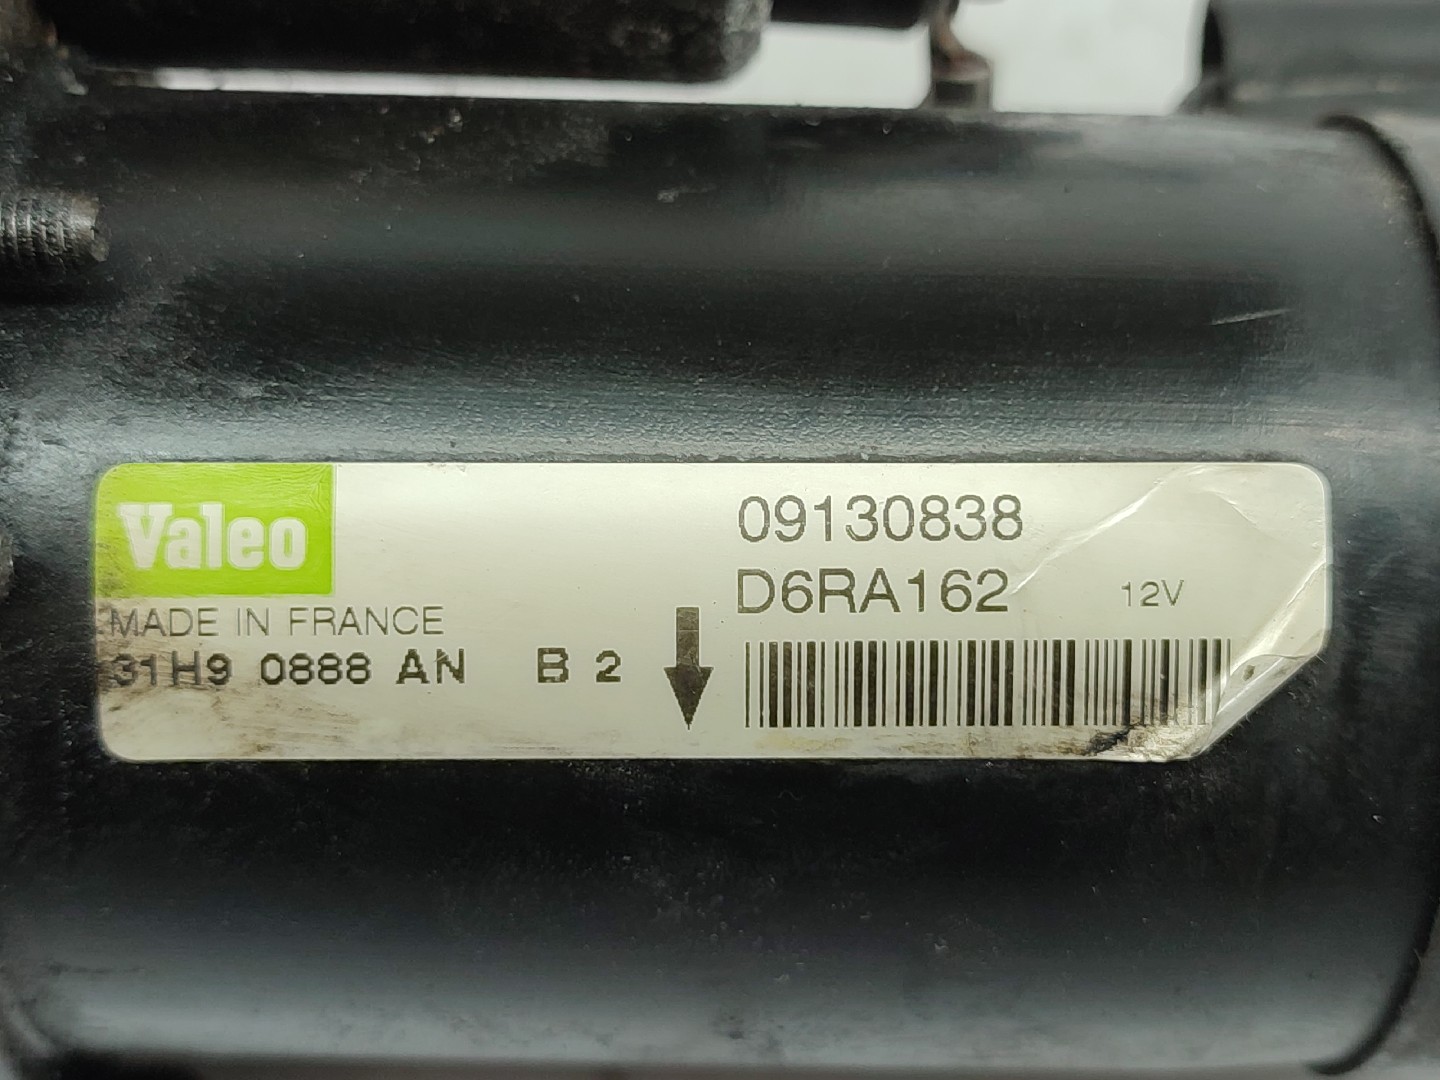 Valeo
MADE IN FRANCE
31H9 0888 AN B 2
09130838
D6RA162 12V